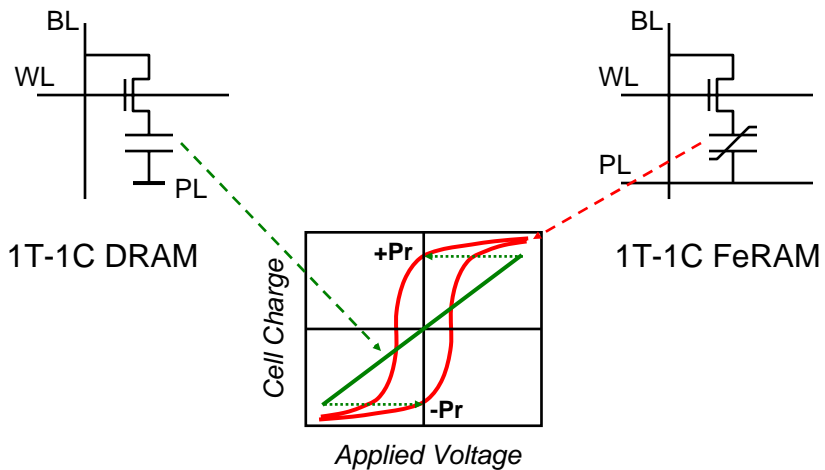 BL
WL
PL
1T-1C DRAM
BL
WL
PL
1T-1C FeRAM
+Pr
Cell Charge
-Pr
Applied Voltage